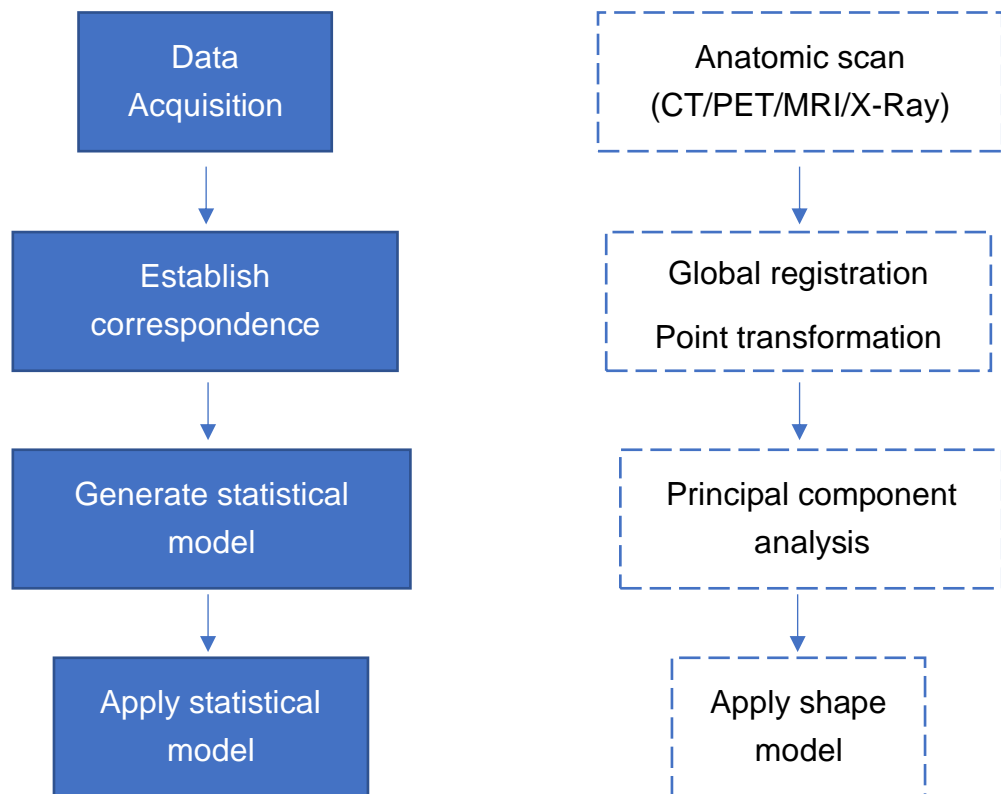 Data
Acquisition
Anatomic scan
(CT/PET/MRI/X-Ray)
Establish
correspondence
Global registration
Point transformation
Generate statistical
model
Principal component
analysis
Apply statistical
model
Apply shape
model